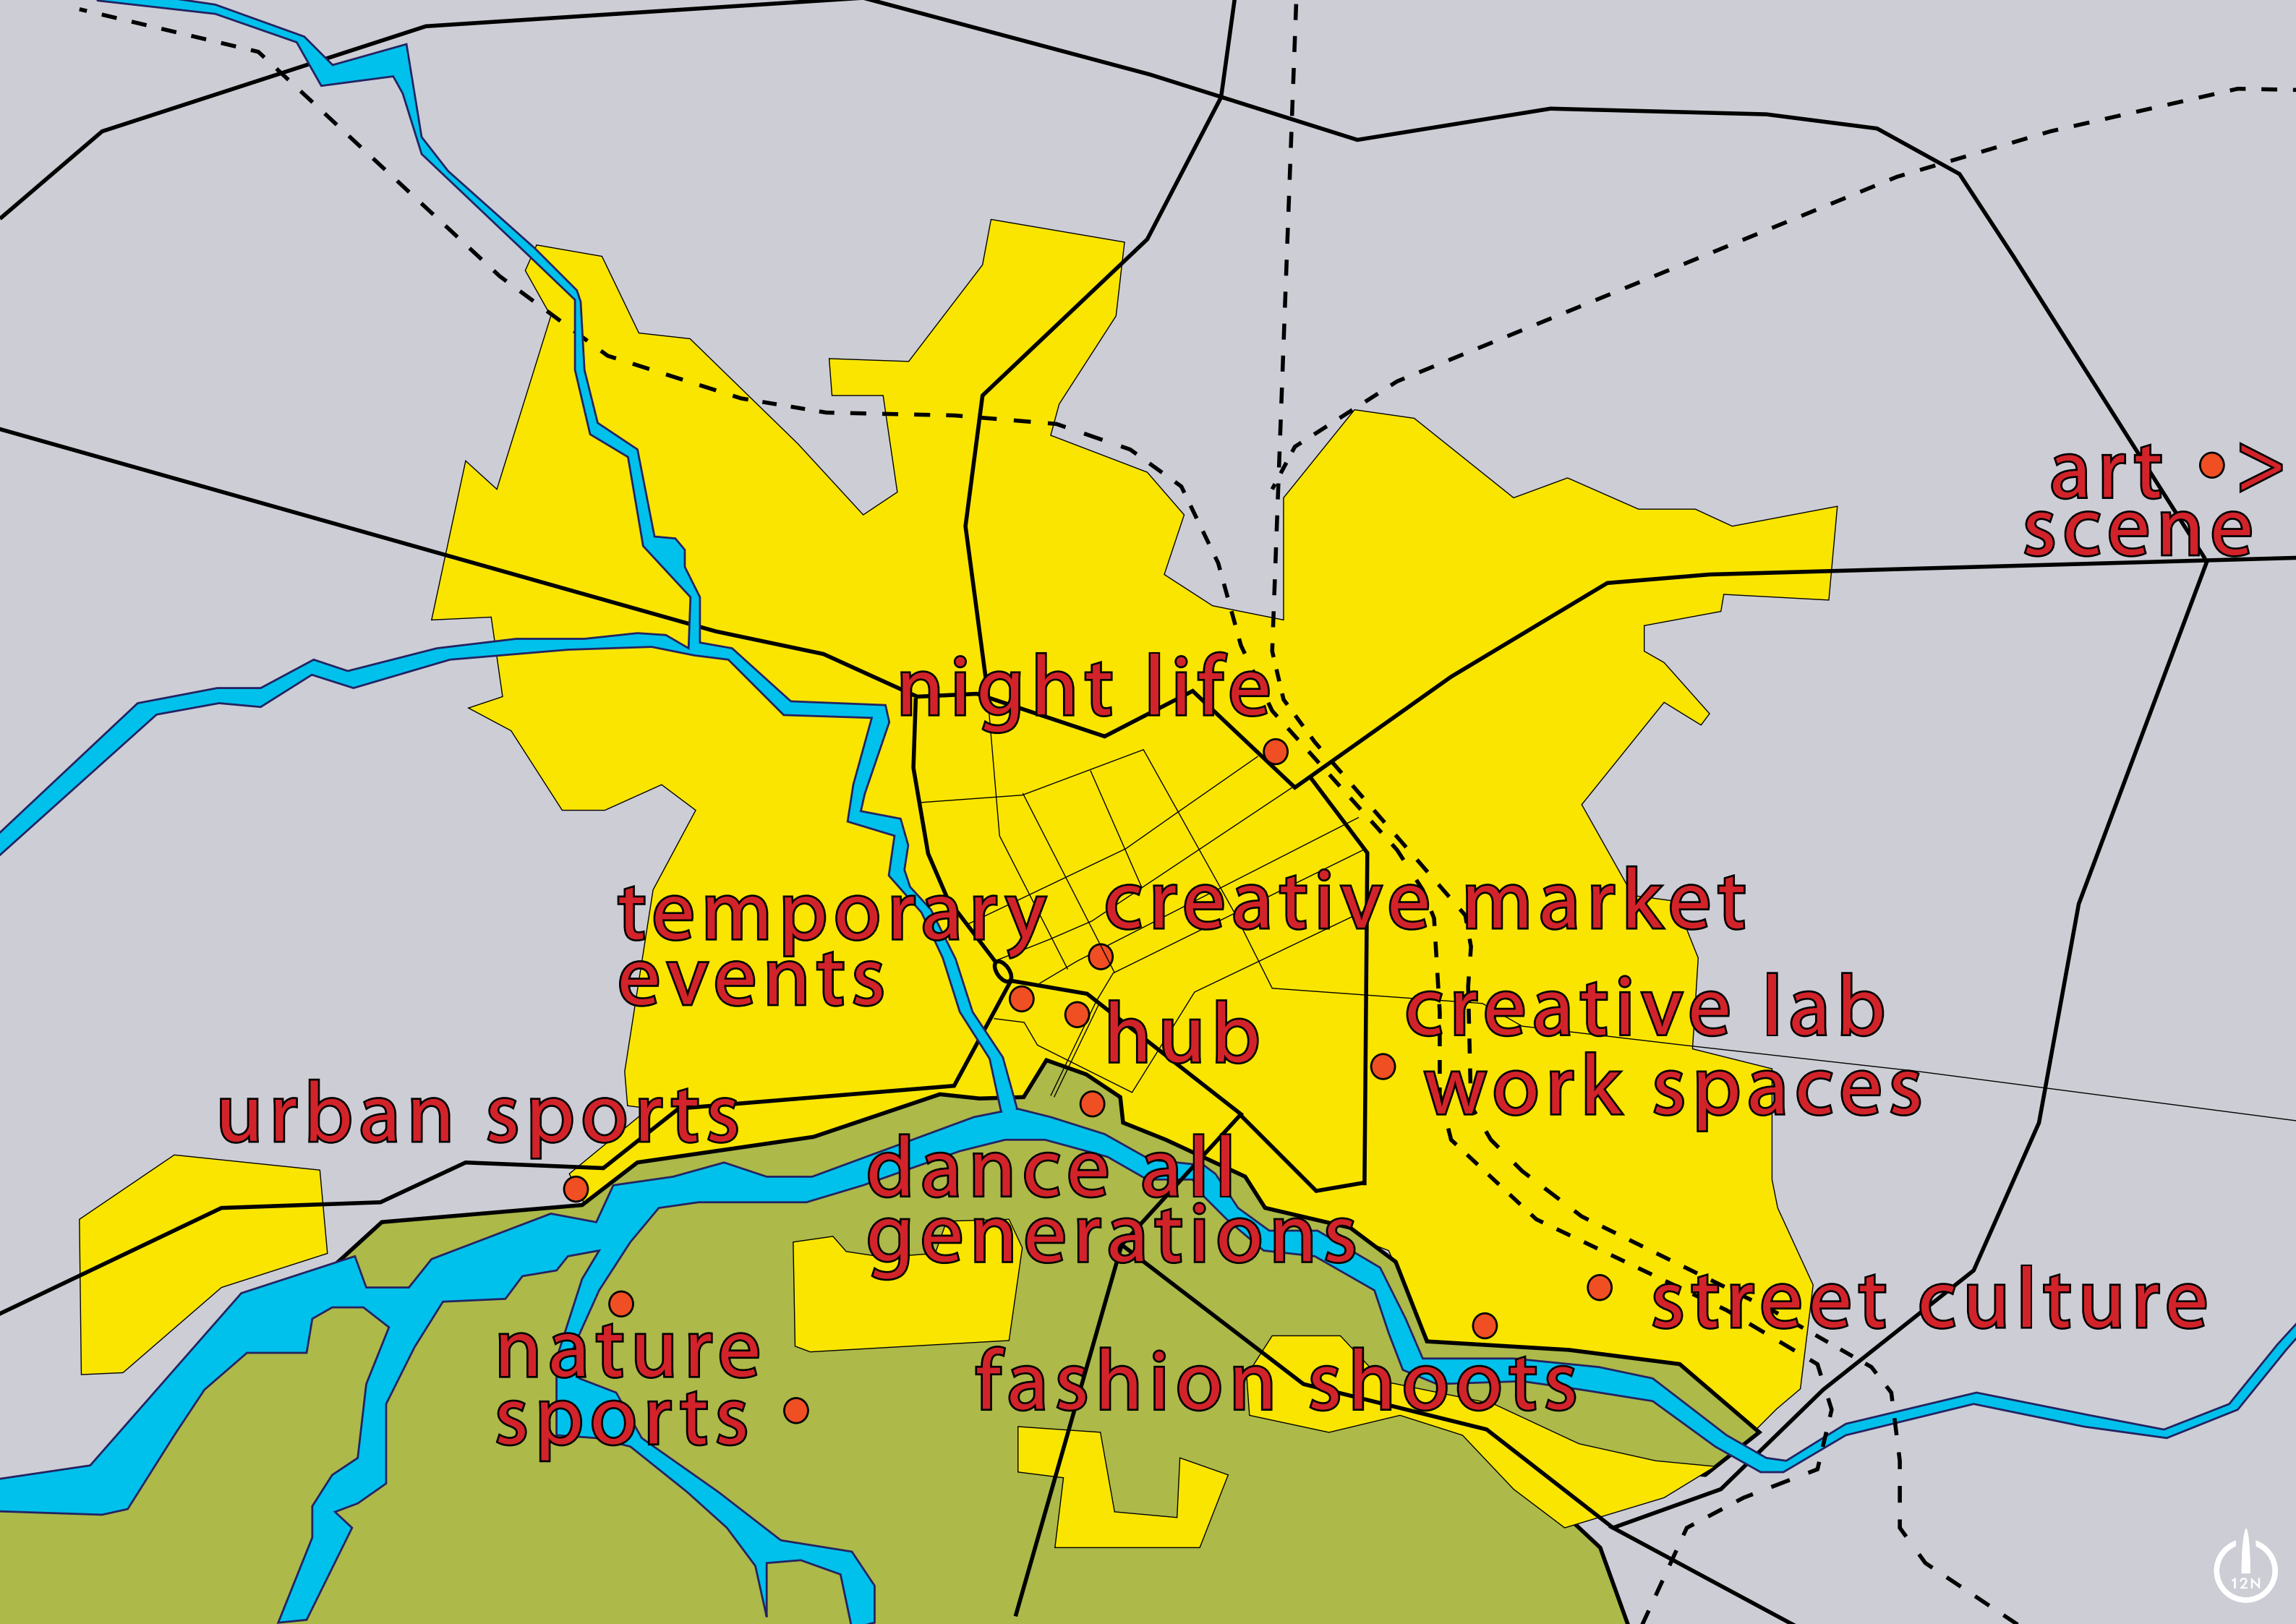 art >
scene
night life
temporary
events
creative market
creative lab
hub
work spaces
urban sports
dance all
generations
street culture
nature
sports
fashion shoots
12N